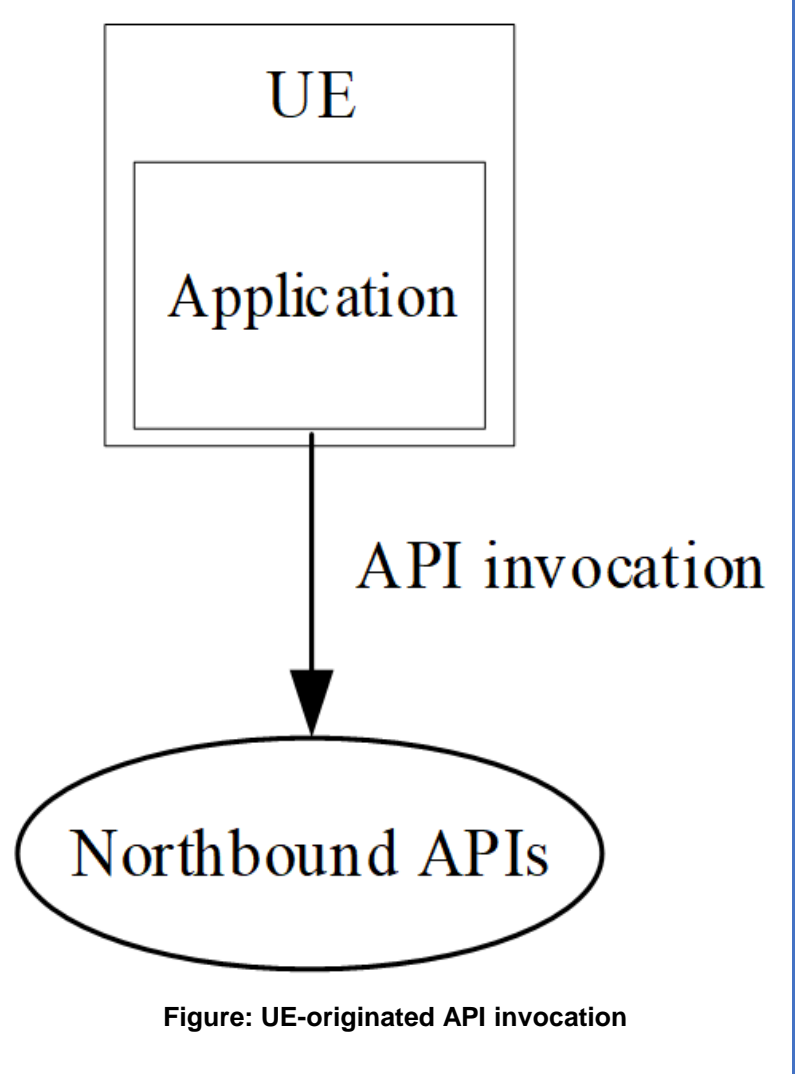 UE
Application
API invocation
Northbound APIs
Figure: UE-originated API invocation